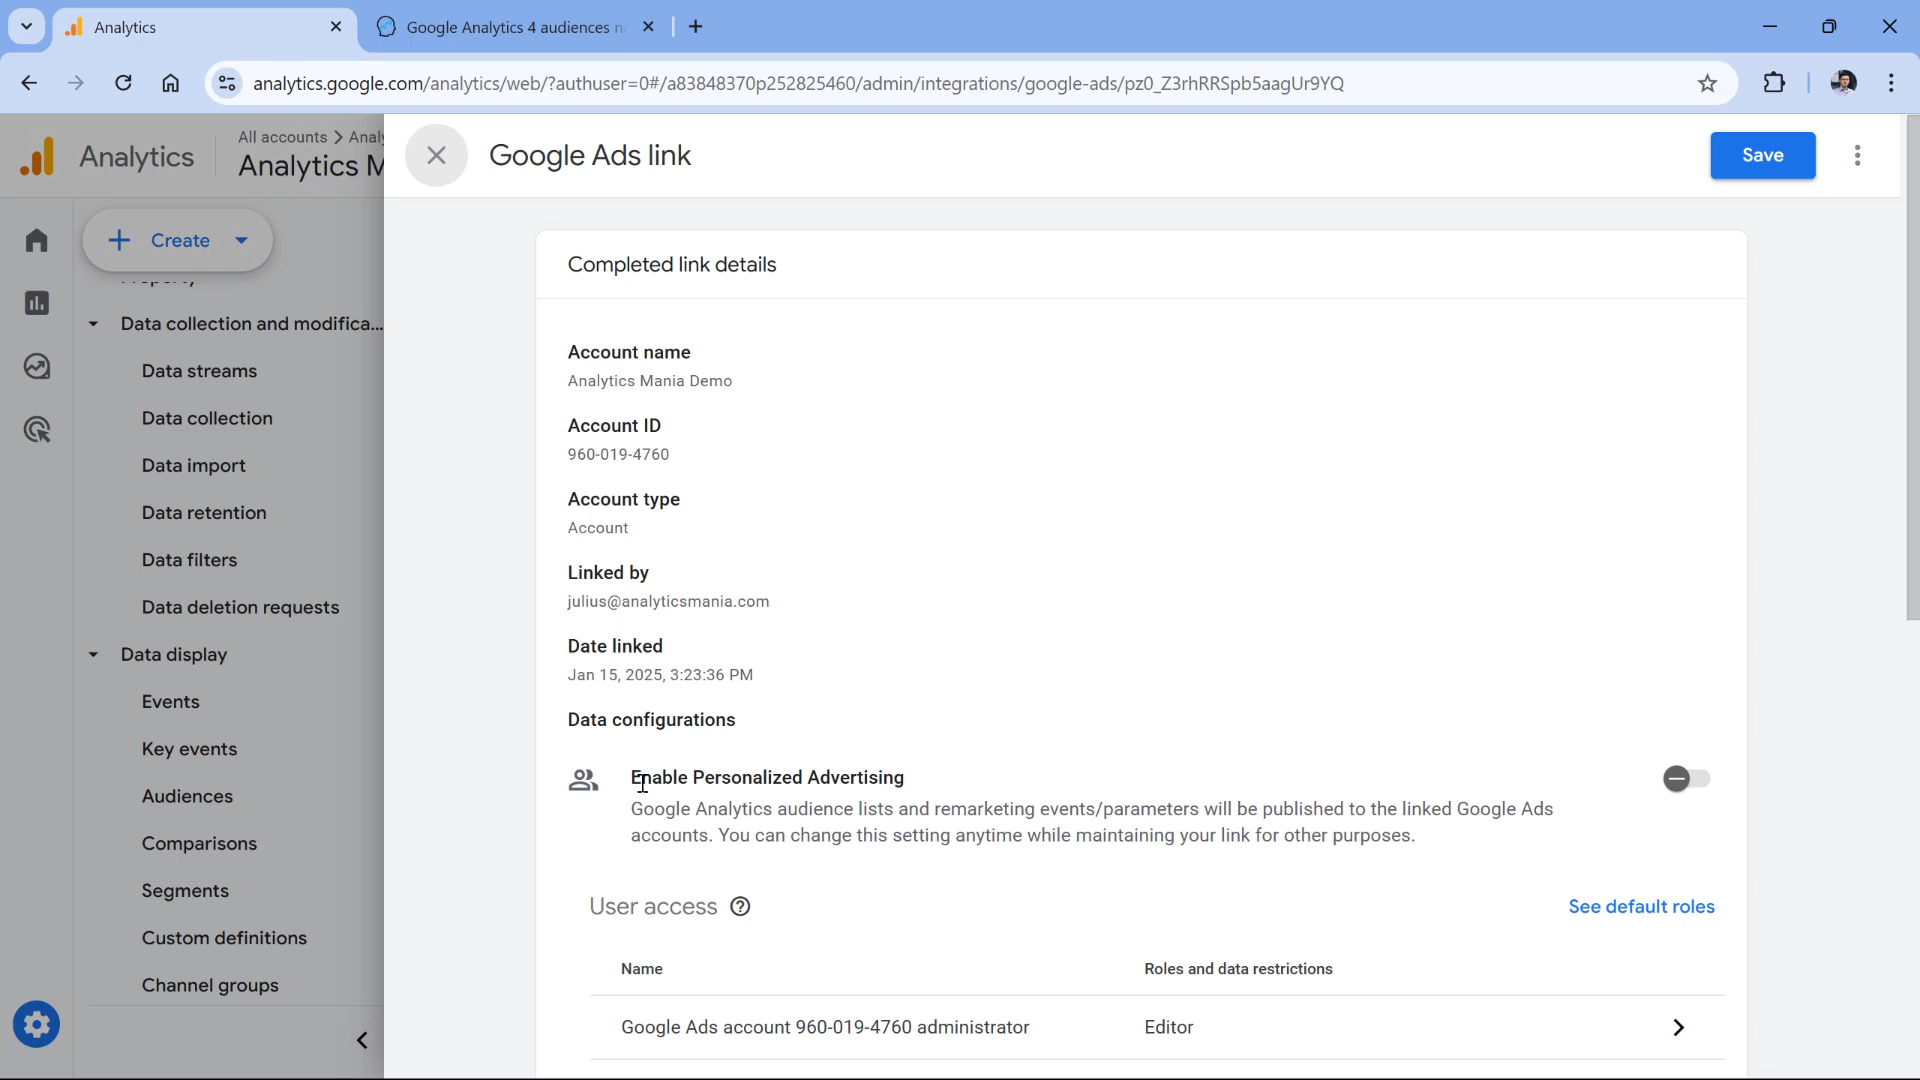 Analytics
Google Analytics 4 audiences n
analytics.google.com/analytics/web/?authuser=0#/a83848370p252825460/admin/integrations/google-ads/pz0_Z3rhRRSpb5aagUr9YQ
Analytics
All accounts > Analy
Analytics M
Google Ads link
Save
Create
Property
Data collection and modifica...
Data streams
Data collection
Data import
Data retention
Data filters
Data deletion requests
Data display
Events
Key events
Audiences
Comparisons
Segments
Custom definitions
Channel groups
Completed link details
Account name
Analytics Mania Demo
Account ID
960-019-4760
Account type
Account
Linked by
julius@analyticsmania.com
Date linked
Jan 15, 2025, 3:23:36 PM
Data configurations
Enable Personalized Advertising
Google Analytics audience lists and remarketing events/parameters will be published to the linked Google Ads
accounts. You can change this setting anytime while maintaining your link for other purposes.
User access
See default roles
Name
Roles and data restrictions
Google Ads account 960-019-4760 administrator
Editor